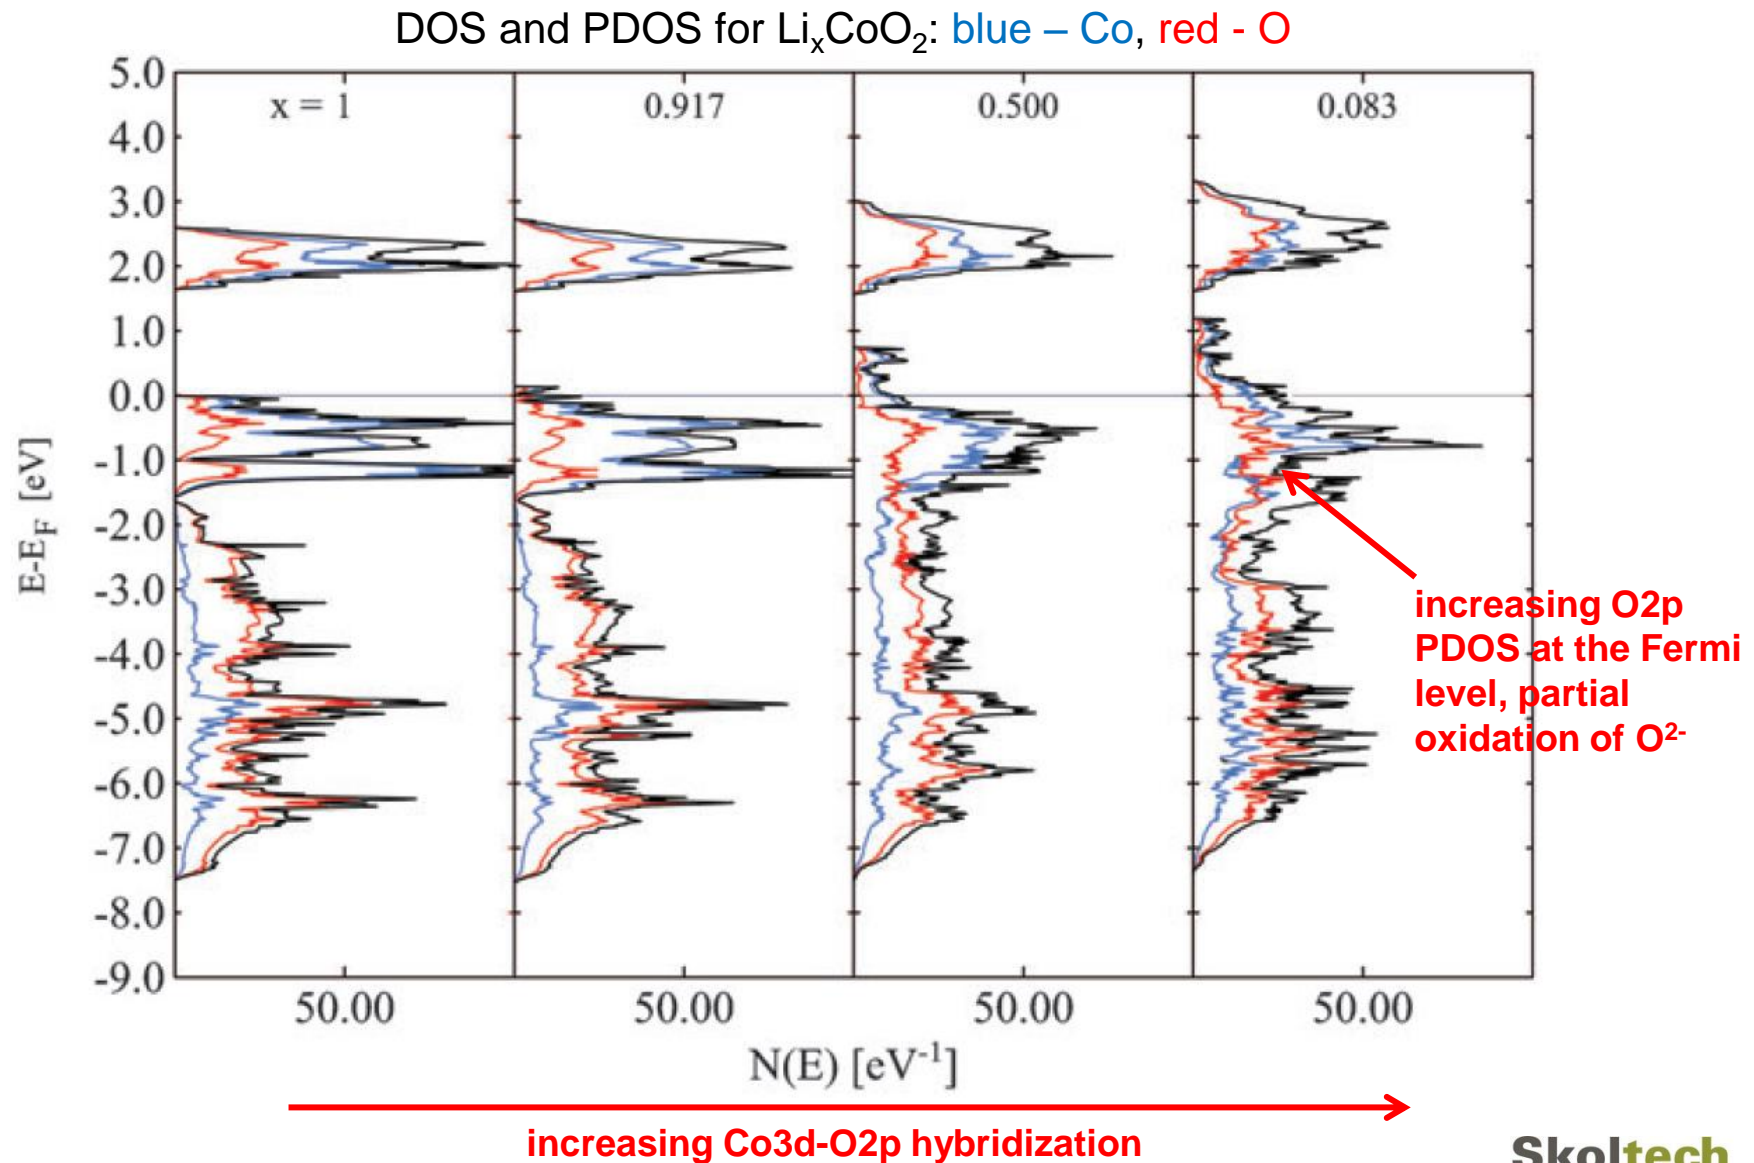 DOS and PDOS for LiₓCoO₂: blue – Co, red - O
x = 1 0.917 0.500 0.083
5.0
4.0
3.0
2.0
1.0
0.0
-1.0
-2.0
-3.0
-4.0
-5.0
-6.0
-7.0
-8.0
-9.0
E-E_F [eV]
increasing O2p
PDOS at the Fermi
level, partial
oxidation of O²⁻
50.00 50.00 50.00 50.00
N(E) [eV⁻¹]
increasing Co3d-O2p hybridization
Skoltech